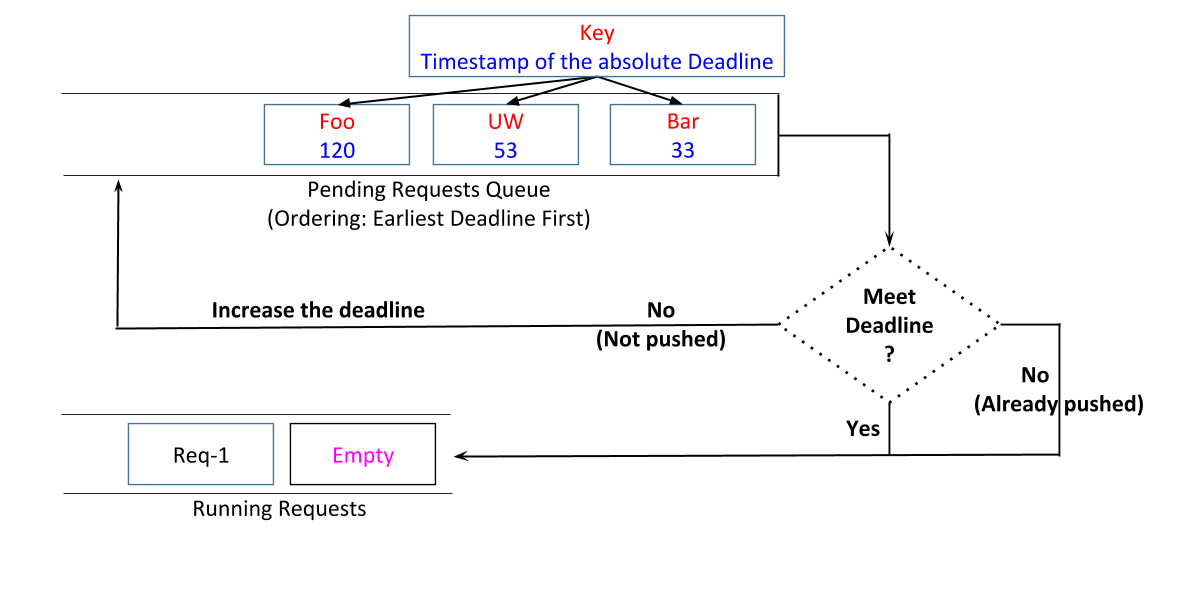 Key
Timestamp of the absolute Deadline
Foo
120
UW
53
Bar
33
Pending Requests Queue
(Ordering: Earliest Deadline First)
Meet
Deadline
?
Increase the deadline
No
(Not pushed)
No
(Already pushed)
Yes
Req-1
Empty
Running Requests